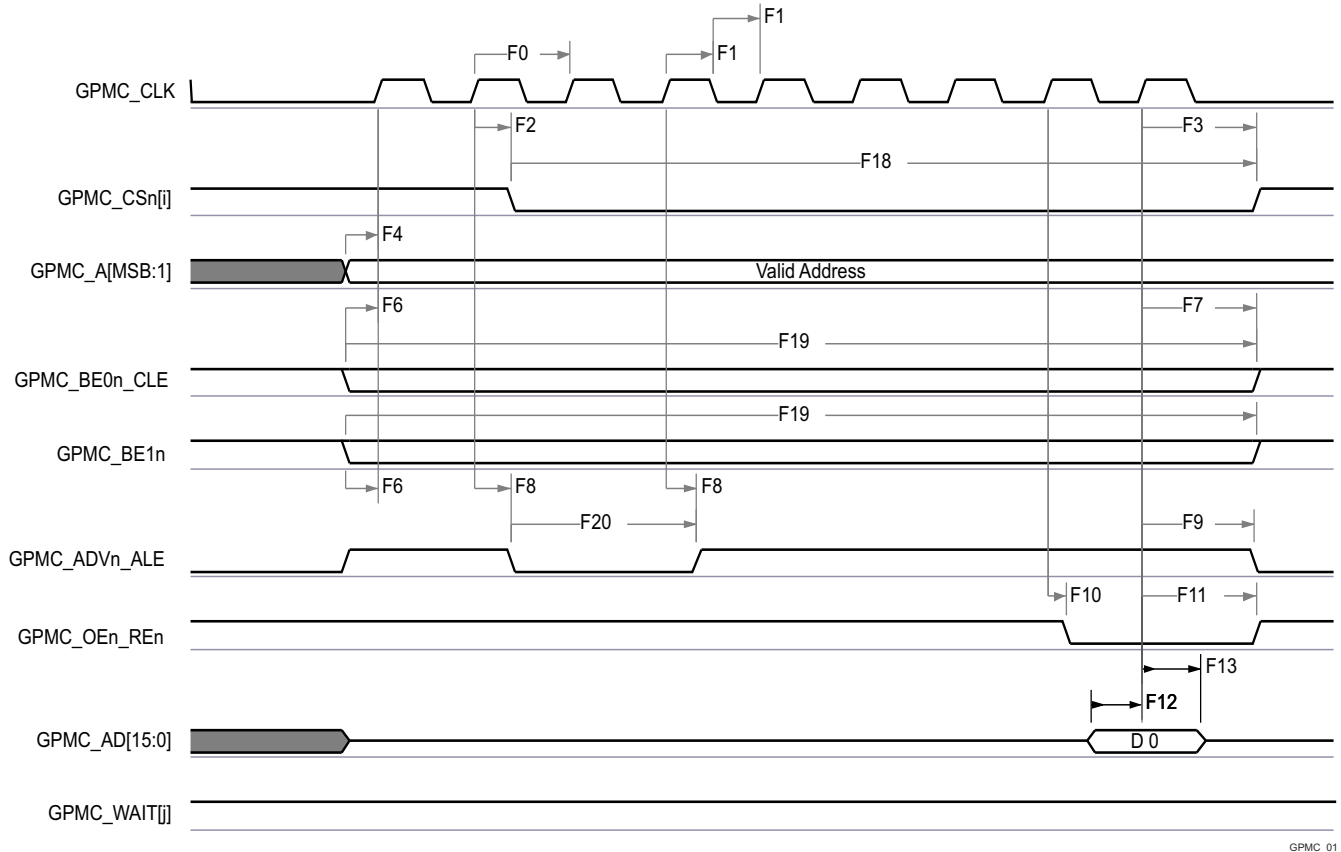 F1
F0 F1
GPMC_CLK
F2 F3
F18
GPMC_CSn[i]
F4
GPMC_A[MSB:1] Valid Address
F6 F7
F19
GPMC_BE0n_CLE
F19
GPMC_BE1n
F6 F8 F8
F20 F9
GPMC_ADVn_ALE
F10 F11
GPMC_OEn_REn
F13
F12
GPMC_AD[15:0] D 0
GPMC_WAIT[j]
GPMC_01